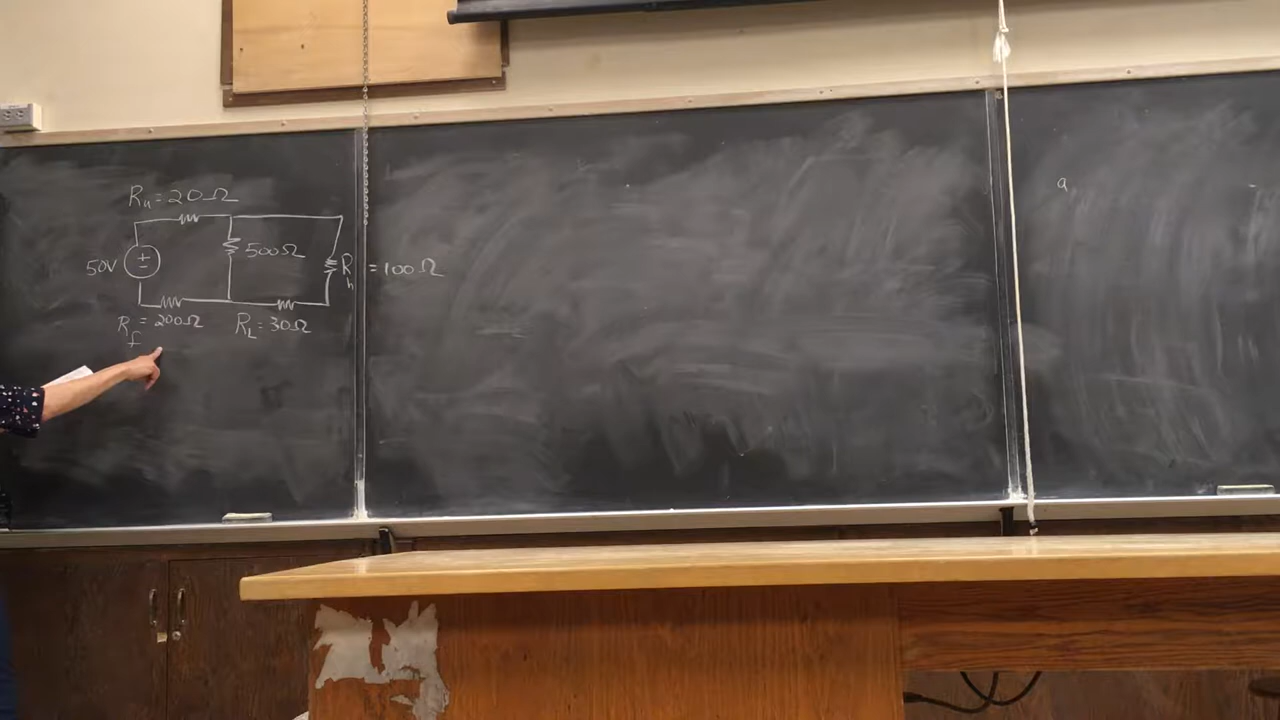 Ru = 20Ω
500Ω
50V
+
−
Rh = 100Ω
Rf = 200Ω
RL = 30Ω
a